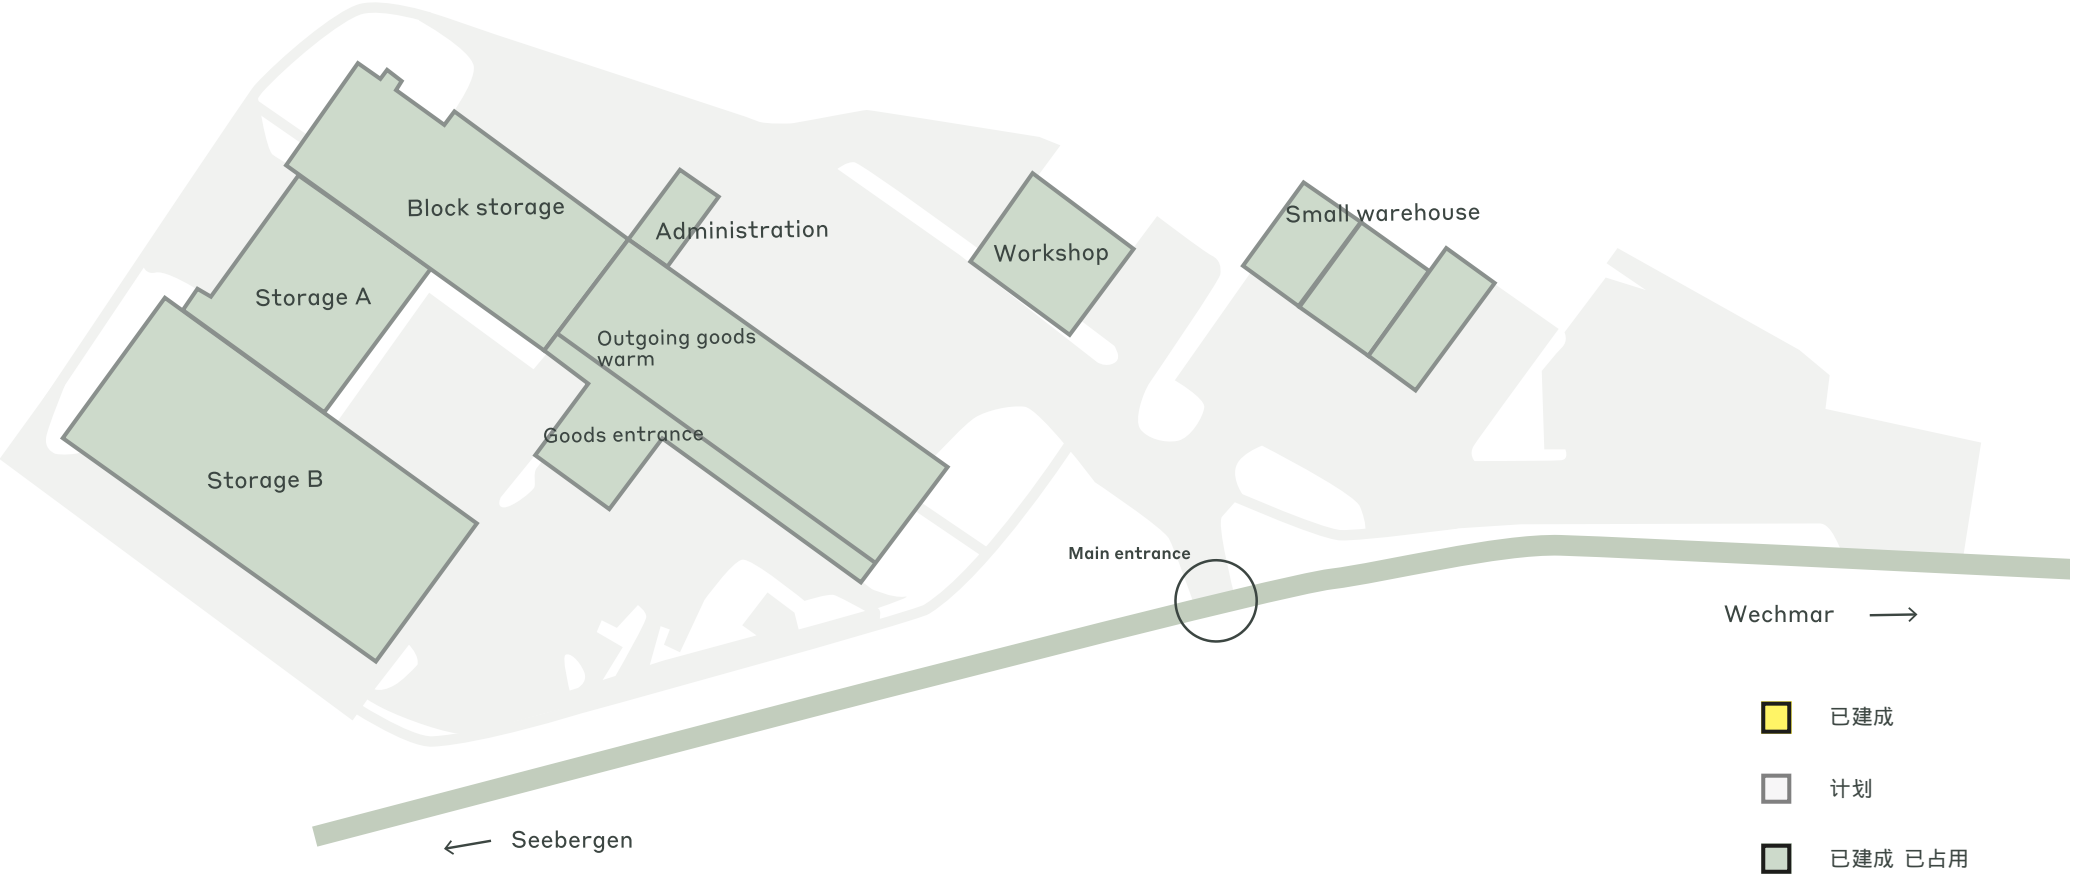 Block storage
Administration
Small warehouse
Workshop
Storage A
Outgoing goods
warm
Goods entrance
Storage B
Main entrance
Wechmar
已建成
计划
Seebergen
已建成 已占用